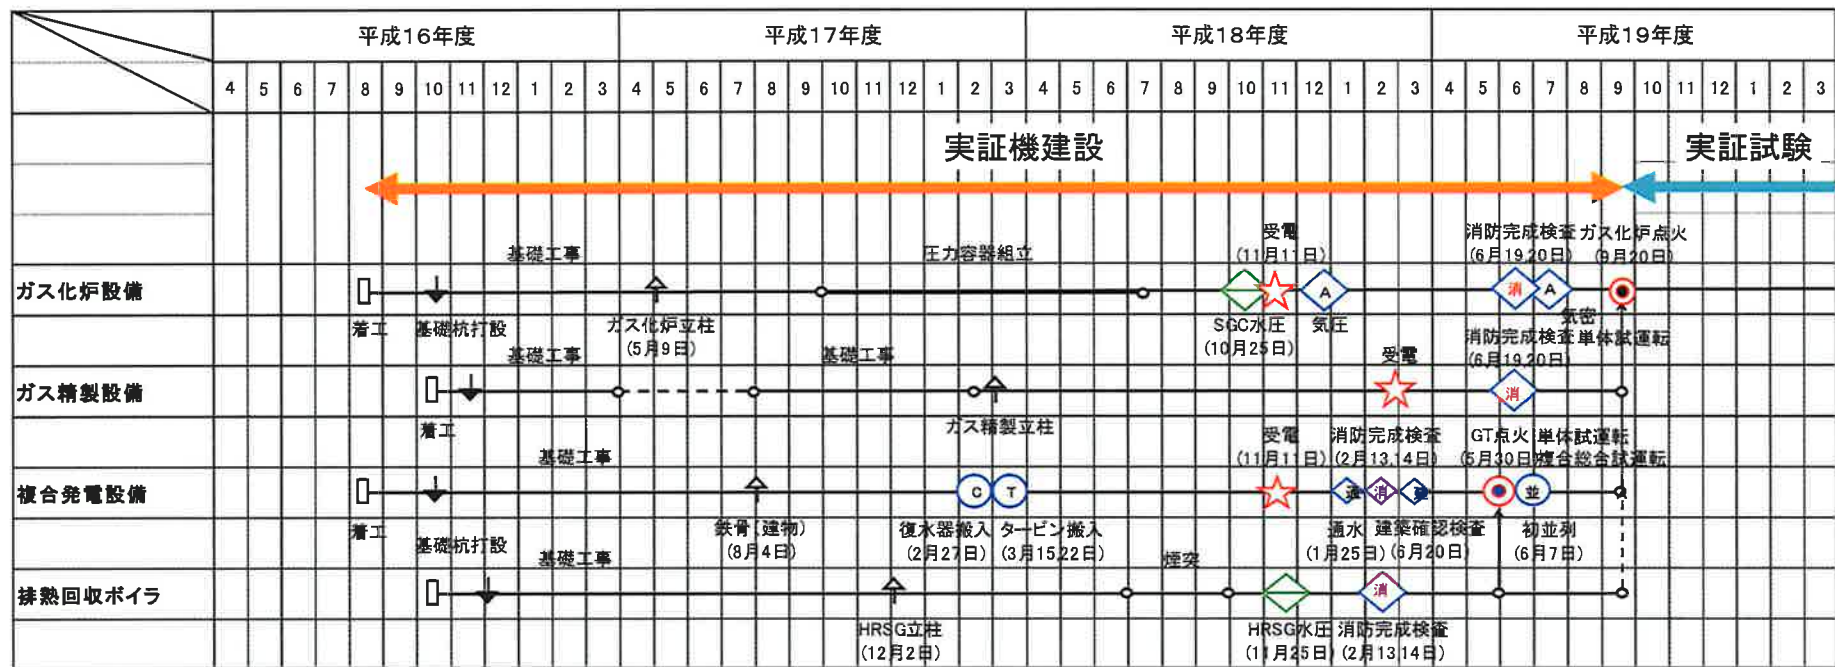 平成16年度 平成17年度 平成18年度 平成19年度
4 5 6 7 8 9 10 11 12 1 2 3 4 5 6 7 8 9 10 11 12 1 2 3 4 5 6 7 8 9 10 11 12 1 2 3 4 5 6 7 8 9 10 11 12 1 2 3
実証機建設 実証試験
受電 消防完成検査 ガス化炉点火
基礎工事 圧力容器組立 (11月11日) (6月19,20日) (9月20日)
ガス化炉設備 A 消 A
着工 基礎杭打設 ガス化炉立柱 SGC水圧 気圧 気密
(5月9日) (10月25日) 消防完成検査 単体試運転
基礎工事 基礎工事 受電 (6月19,20日)
ガス精製設備 消
着工 ガス精製立柱 受電 消防完成検査 GT点火 単体試運転
基礎工事 (11月11日) (2月13,14日) (5月30日) 複合総合試運転
複合発電設備 C T 通 消 建 並
着工 基礎杭打設 鉄骨(建物) 復水器搬入 タービン搬入 通水 建築確認検査 初並列
(8月4日) (2月27日) (3月15,22日) (1月25日) (6月20日) (6月7日)
基礎工事 煙突
排熱回収ボイラ 消
HRSG立柱 HRSG水圧 消防完成検査
(12月2日) (11月25日) (2月13,14日)